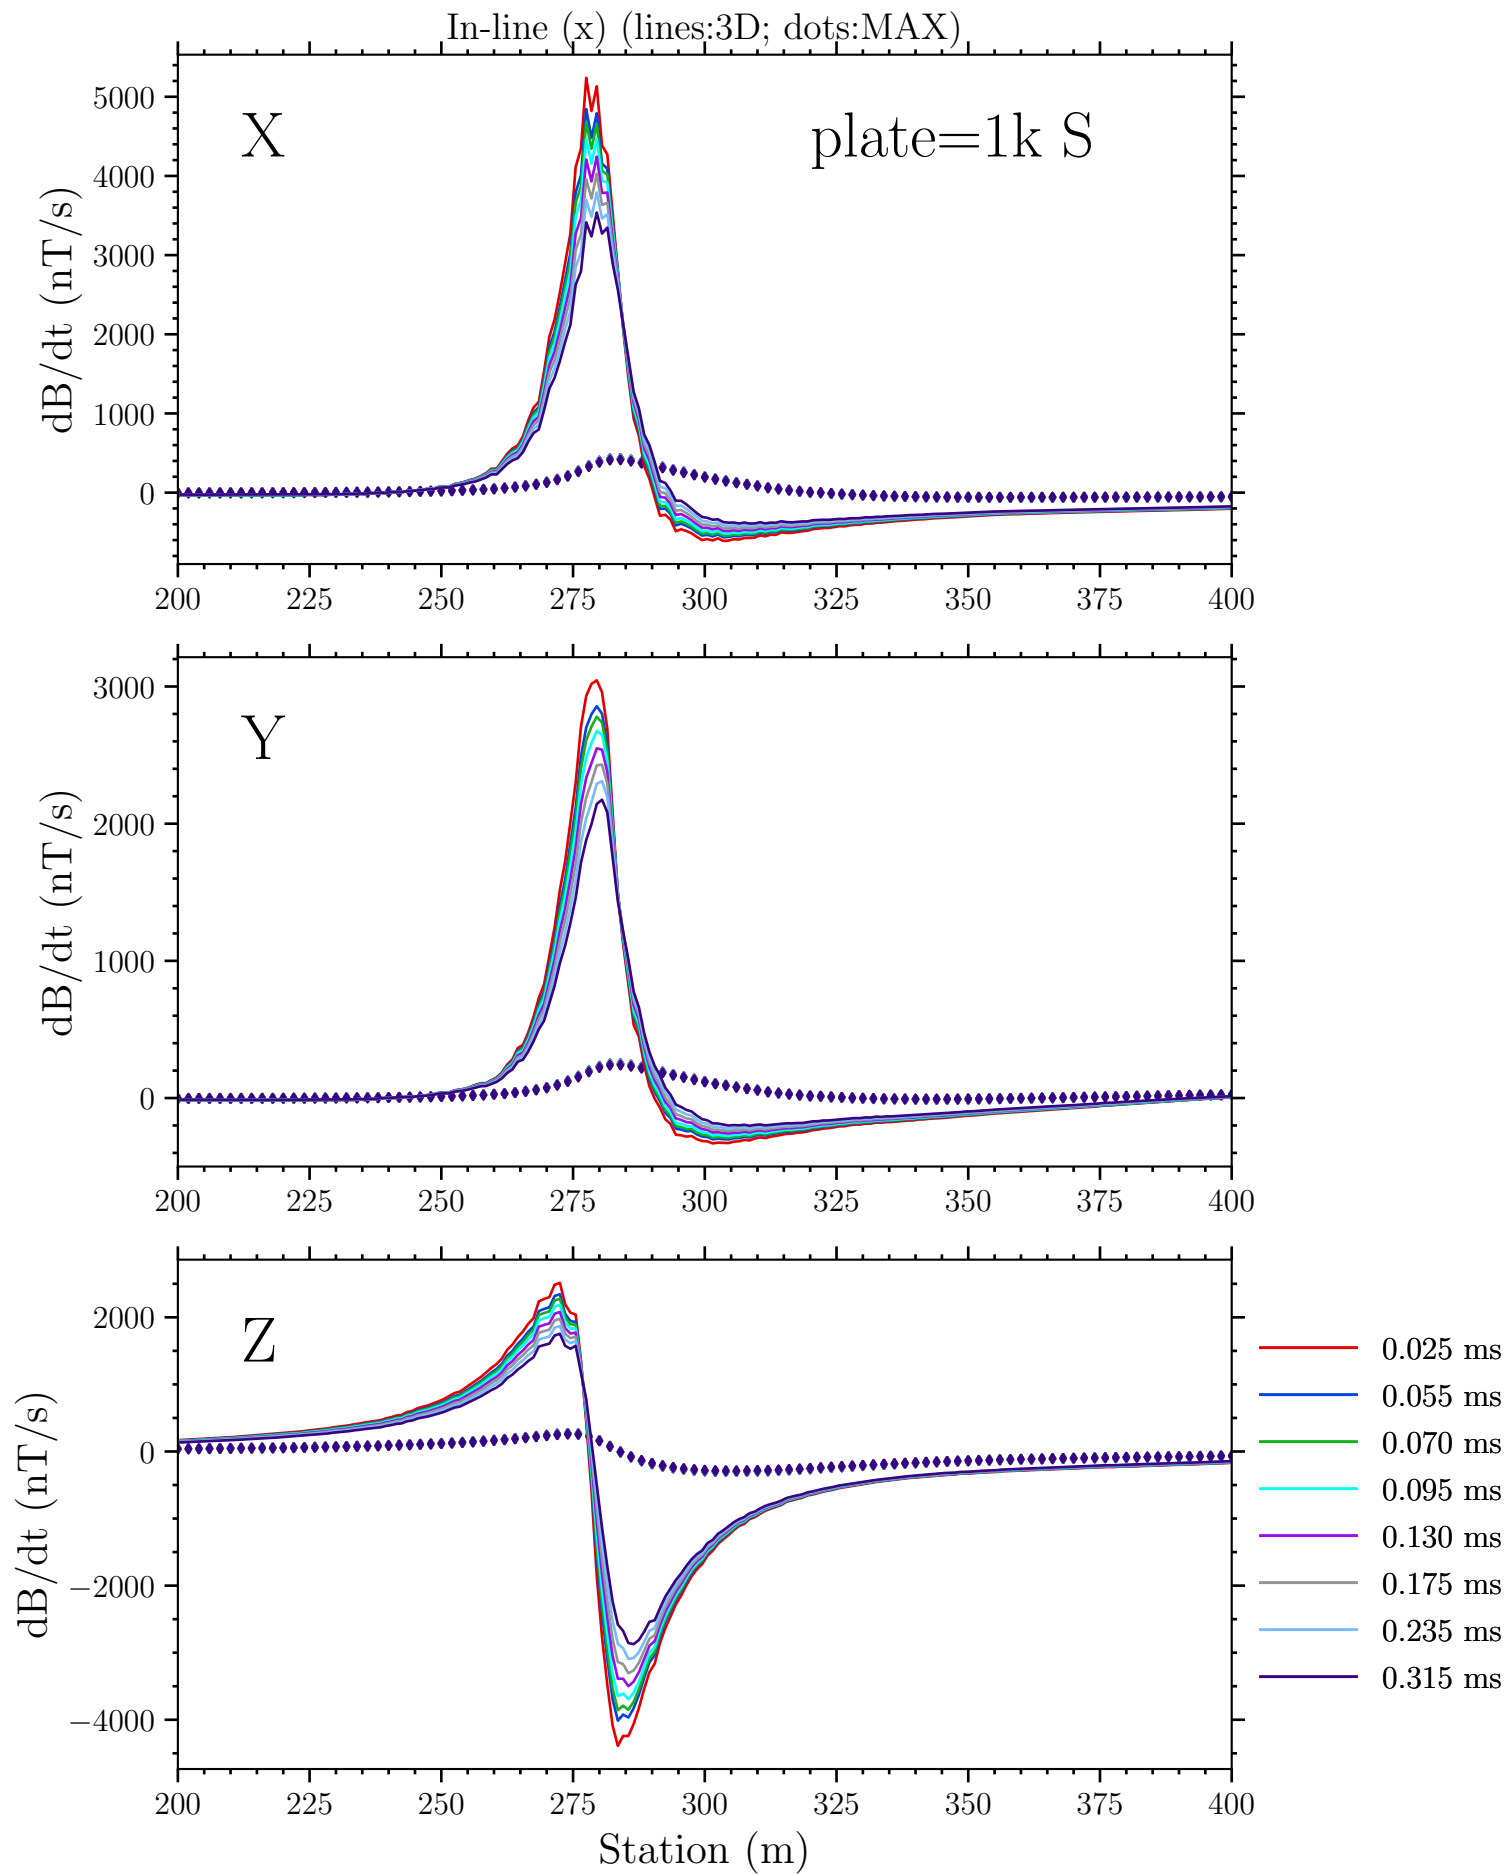 In-line (x) (lines:3D; dots:MAX)
X
plate=1k S
dB/dt (nT/s)
5000
4000
3000
2000
1000
0
200 225 250 275 300 325 350 375 400
Y
dB/dt (nT/s)
3000
2000
1000
0
200 225 250 275 300 325 350 375 400
Z
dB/dt (nT/s)
2000
0
−2000
−4000
200 225 250 275 300 325 350 375 400
Station (m)
0.025 ms
0.055 ms
0.070 ms
0.095 ms
0.130 ms
0.175 ms
0.235 ms
0.315 ms